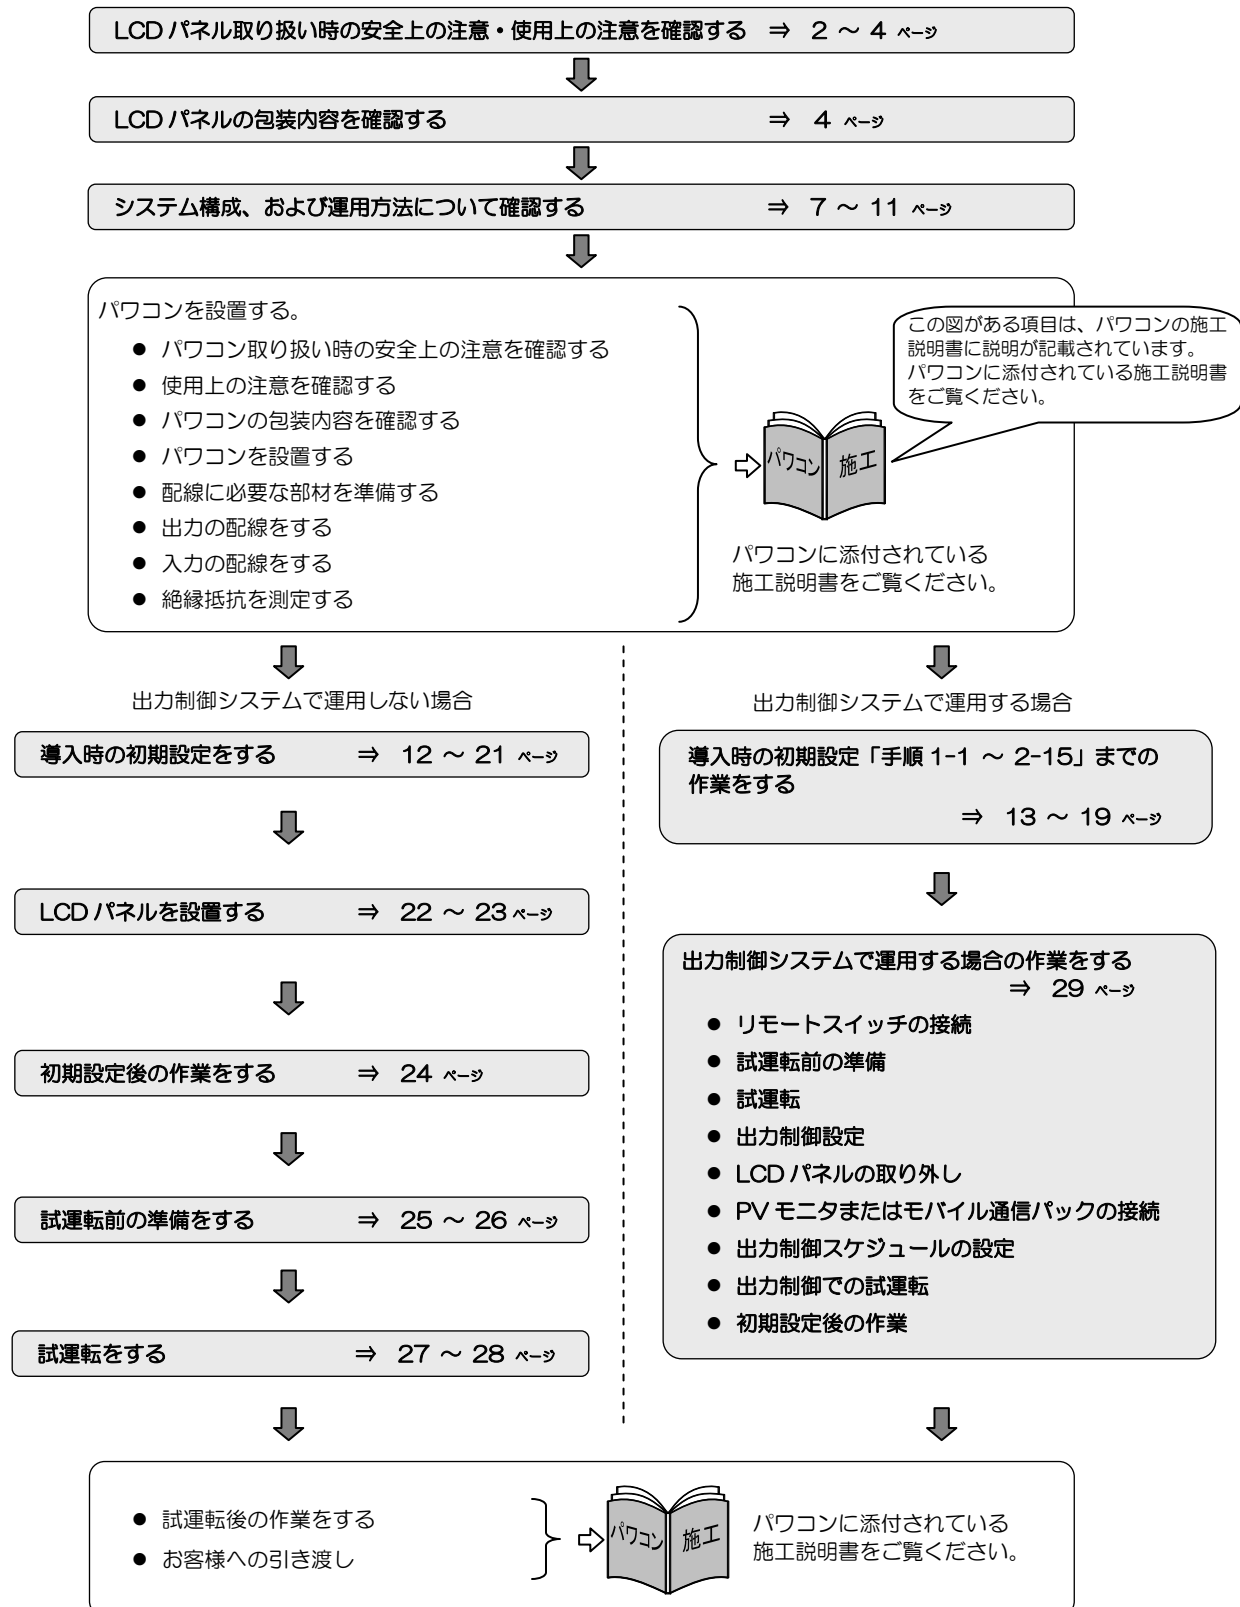 LCD パネル取り扱い時の安全上の注意・使用上の注意を確認する ⇒ 2 ～ 4 ページ
LCD パネルの包装内容を確認する ⇒ 4 ページ
システム構成、および運用方法について確認する ⇒ 7 ～ 11 ページ
パワコンを設置する。
● パワコン取り扱い時の安全上の注意を確認する
● 使用上の注意を確認する
● パワコンの包装内容を確認する
● パワコンを設置する
● 配線に必要な部材を準備する
● 出力の配線をする
● 入力の配線をする
● 絶縁抵抗を測定する
パワコン 施工
この図がある項目は、パワコンの施工
説明書に説明が記載されています。
パワコンに添付されている施工説明書
をご覧ください。
パワコンに添付されている
施工説明書をご覧ください。
出力制御システムで運用しない場合
導入時の初期設定をする ⇒ 12 ～ 21 ページ
LCD パネルを設置する ⇒ 22 ～ 23 ページ
初期設定後の作業をする ⇒ 24 ページ
試運転前の準備をする ⇒ 25 ～ 26 ページ
試運転をする ⇒ 27 ～ 28 ページ
出力制御システムで運用する場合
導入時の初期設定「手順 1-1 ～ 2-15」までの
作業をする
⇒ 13 ～ 19 ページ
出力制御システムで運用する場合の作業をする
⇒ 29 ページ
● リモートスイッチの接続
● 試運転前の準備
● 試運転
● 出力制御設定
● LCD パネルの取り外し
● PV モニタまたはモバイル通信パックの接続
● 出力制御スケジュールの設定
● 出力制御での試運転
● 初期設定後の作業
● 試運転後の作業をする
● お客様への引き渡し
パワコン 施工
パワコンに添付されている
施工説明書をご覧ください。